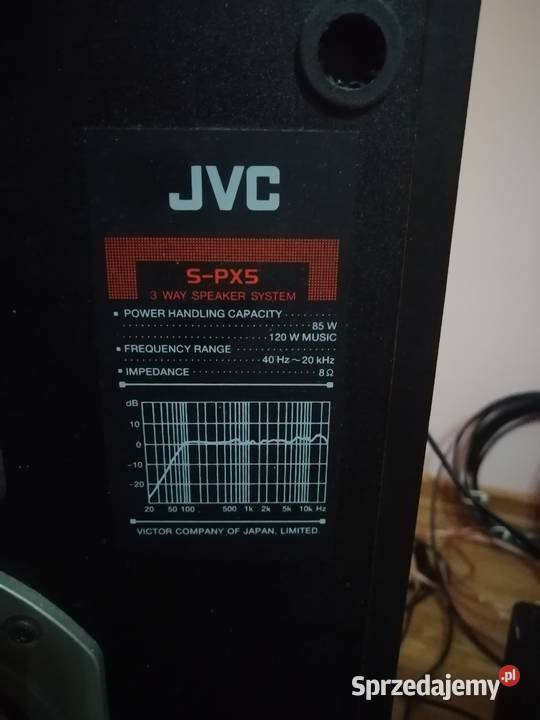 JVC
S-PX5
3 WAY SPEAKER SYSTEM
▪ POWER HANDLING CAPACITY ········
···················· 85 W
············ 120 W MUSIC
▪ FREQUENCY RANGE ··············
············ 40 Hz ~ 20 kHz
▪ IMPEDANCE ·················· 8Ω
dB
10
0
-10
-20
20 50 100 500 1k 2k 5k 10k Hz
VICTOR COMPANY OF JAPAN, LIMITED.
Sprzedajemy.pl